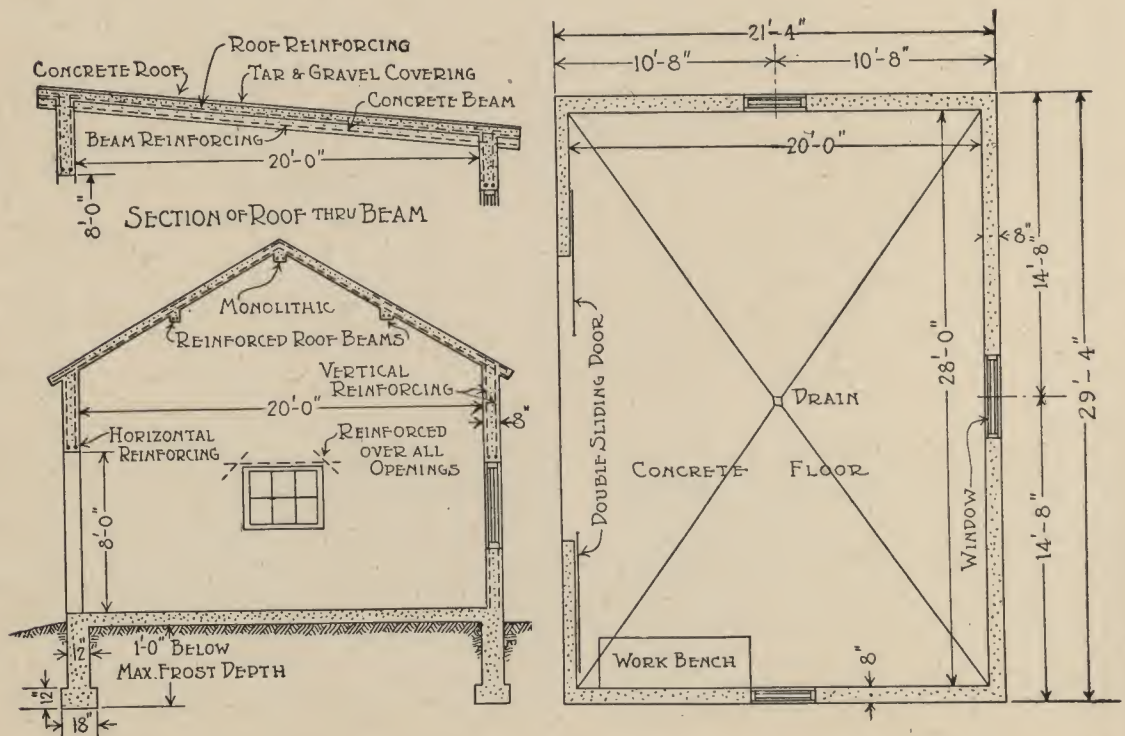 ROOF REINFORCING
CONCRETE ROOF
TAR & GRAVEL COVERING
CONCRETE BEAM
BEAM REINFORCING
20'-0"
8'-0"
SECTION OF ROOF THRU BEAM
MONOLITHIC
REINFORCED ROOF BEAMS
VERTICAL
REINFORCING
20'-0"
8"
HORIZONTAL
REINFORCING
REINFORCED
OVER ALL
OPENINGS
8'-0"
12"
1'-0" BELOW
MAX. FROST DEPTH
12"
18"
21'-4"
10'-8"
10'-8"
20'-0"
8"
14'-8"
28'-0"
29'-4"
DOUBLE SLIDING DOOR
DRAIN
CONCRETE FLOOR
WINDOW
14'-8"
WORK BENCH
8"